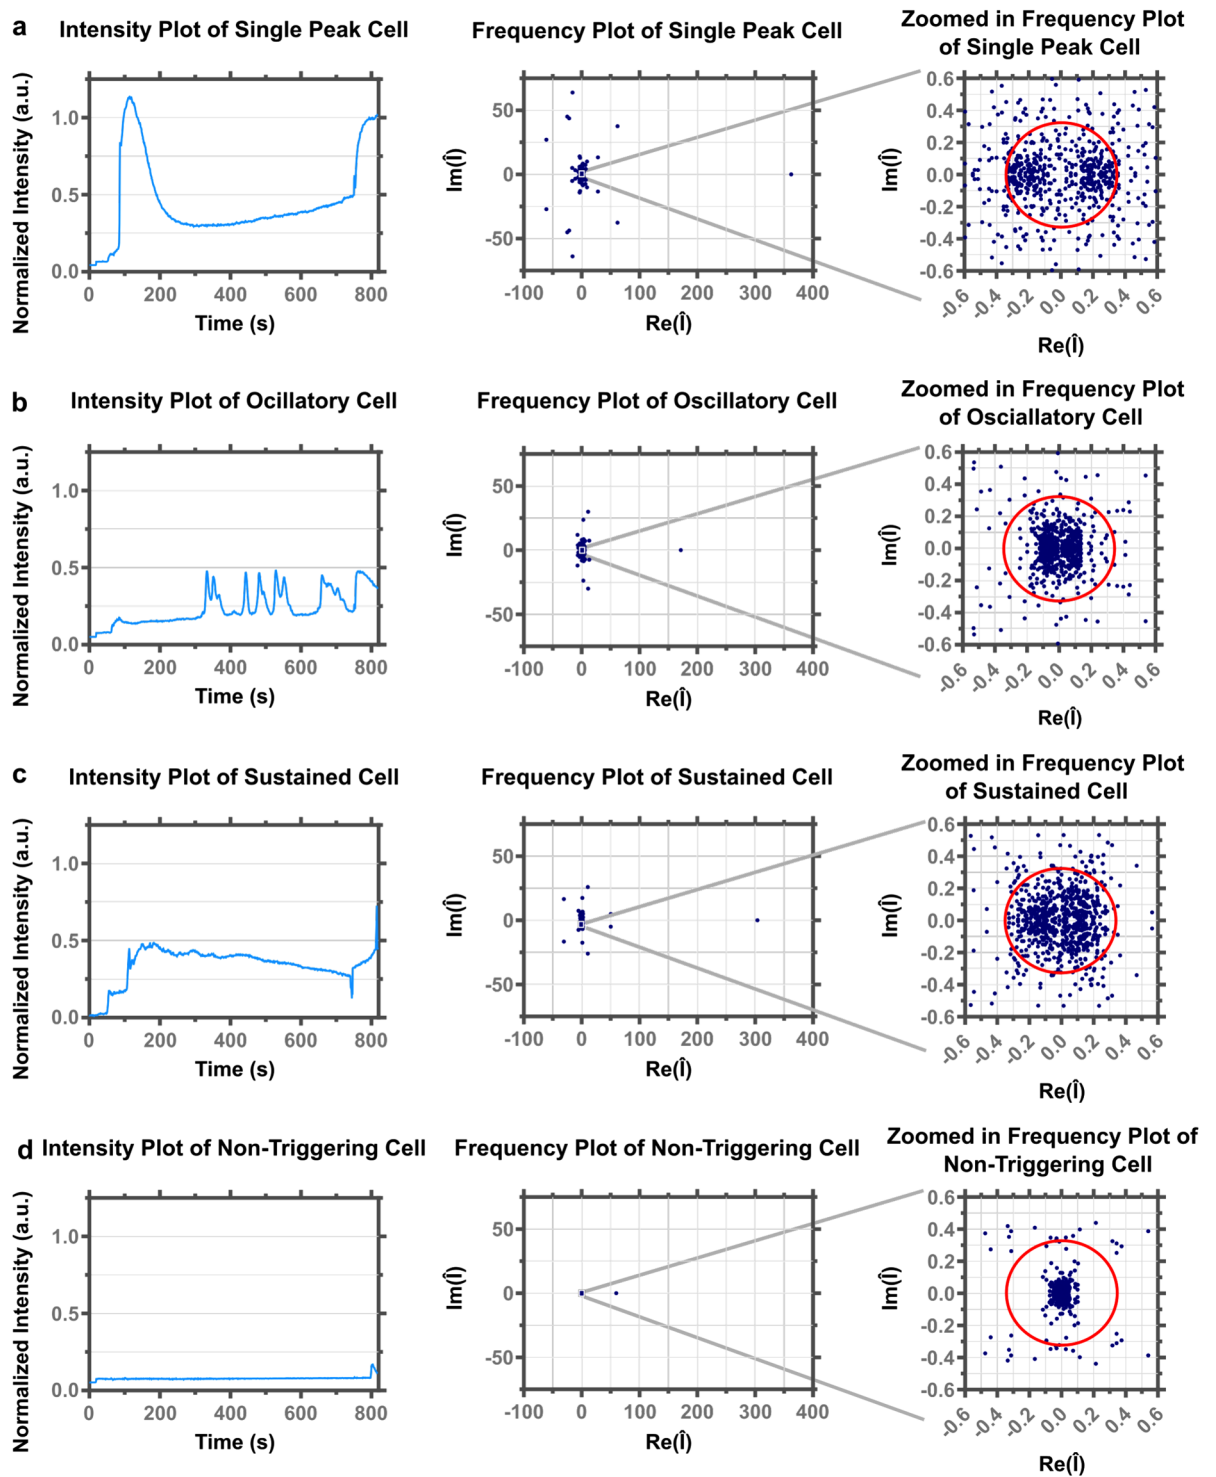 a
Intensity Plot of Single Peak Cell
Frequency Plot of Single Peak Cell
Zoomed in Frequency Plot
of Single Peak Cell
Normalized Intensity (a.u.)
1.0
0.5
0.0
0 200 400 600 800
Time (s)
Im(Î)
50
0
-50
-100 0 100 200 300 400
Re(Î)
Im(Î)
0.6
0.4
0.2
0.0
-0.2
-0.4
-0.6
-0.6 -0.4 -0.2 0.0 0.2 0.4 0.6
Re(Î)
b
Intensity Plot of Ocillatory Cell
Frequency Plot of Oscillatory Cell
Zoomed in Frequency Plot
of Osciallatory Cell
Normalized Intensity (a.u.)
1.0
0.5
0.0
0 200 400 600 800
Time (s)
Im(Î)
50
0
-50
-100 0 100 200 300 400
Re(Î)
Im(Î)
0.6
0.4
0.2
0.0
-0.2
-0.4
-0.6
-0.6 -0.4 -0.2 0.0 0.2 0.4 0.6
Re(Î)
c
Intensity Plot of Sustained Cell
Frequency Plot of Sustained Cell
Zoomed in Frequency Plot
of Sustained Cell
Normalized Intensity (a.u.)
1.0
0.5
0.0
0 200 400 600 800
Time (s)
Im(Î)
50
0
-50
-100 0 100 200 300 400
Re(Î)
Im(Î)
0.6
0.4
0.2
0.0
-0.2
-0.4
-0.6
-0.6 -0.4 -0.2 0.0 0.2 0.4 0.6
Re(Î)
d
Intensity Plot of Non-Triggering Cell
Frequency Plot of Non-Triggering Cell
Zoomed in Frequency Plot of
Non-Triggering Cell
Normalized Intensity (a.u.)
1.0
0.5
0.0
0 200 400 600 800
Time (s)
Im(Î)
50
0
-50
-100 0 100 200 300 400
Re(Î)
Im(Î)
0.6
0.4
0.2
0.0
-0.2
-0.4
-0.6
-0.6 -0.4 -0.2 0.0 0.2 0.4 0.6
Re(Î)